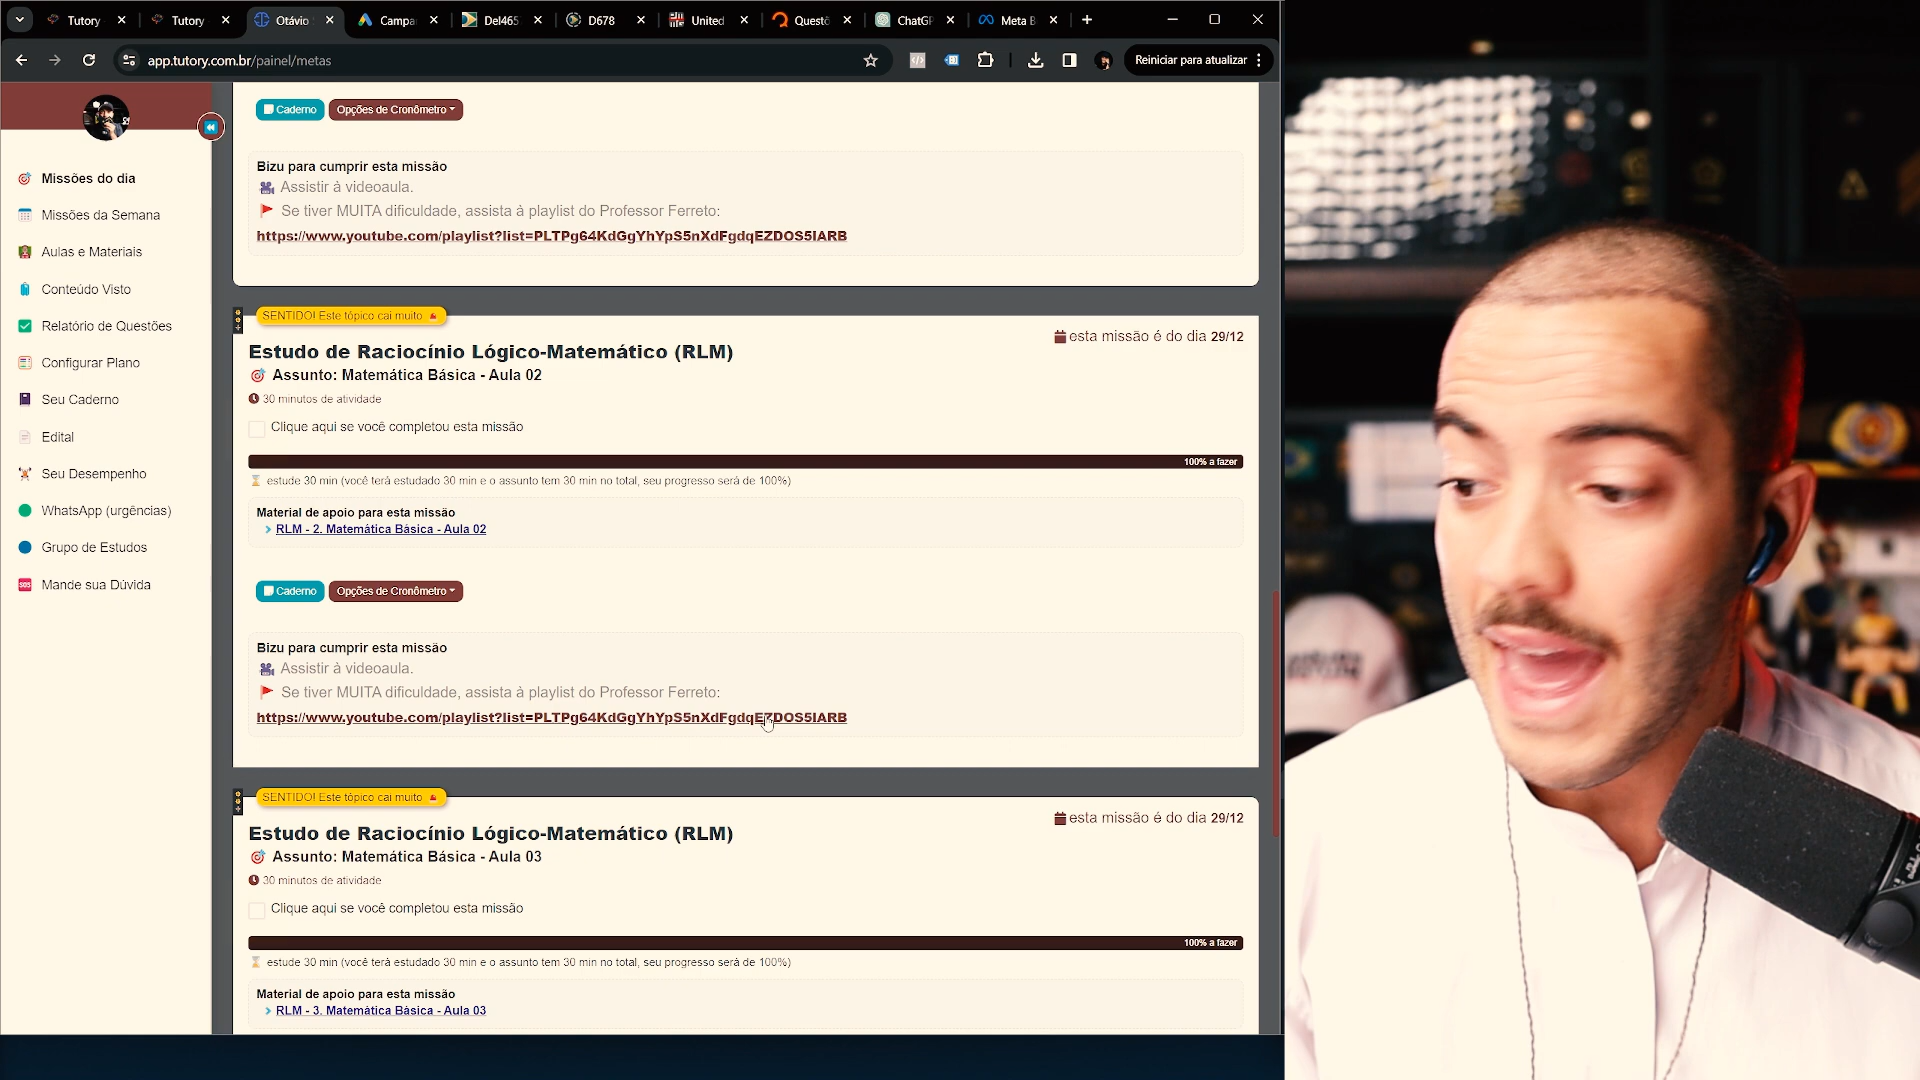 Tutory
Tutory
Otávio
Campa
Del465
D678
United
Questõ
ChatGP
Meta B
app.tutory.com.br/painel/metas
Reiniciar para atualizar
Missões do dia
Missões da Semana
Aulas e Materiais
Conteúdo Visto
Relatório de Questões
Configurar Plano
Seu Caderno
Edital
Seu Desempenho
WhatsApp (urgências)
Grupo de Estudos
SOS
Mande sua Dúvida
Caderno
Opções de Cronômetro
Bizu para cumprir esta missão
Assistir à videoaula.
Se tiver MUITA dificuldade, assista à playlist do Professor Ferreto:
https://www.youtube.com/playlist?list=PLTPg64KdGgYhYpS5nXdFgdqEZDOS5IARB
SENTIDO! Este tópico cai muito
esta missão é do dia 29/12
Estudo de Raciocínio Lógico-Matemático (RLM)
Assunto: Matemática Básica - Aula 02
30 minutos de atividade
Clique aqui se você completou esta missão
100% a fazer
estude 30 min (você terá estudado 30 min e o assunto tem 30 min no total, seu progresso será de 100%)
Material de apoio para esta missão
RLM - 2. Matemática Básica - Aula 02
Caderno
Opções de Cronômetro
Bizu para cumprir esta missão
Assistir à videoaula.
Se tiver MUITA dificuldade, assista à playlist do Professor Ferreto:
https://www.youtube.com/playlist?list=PLTPg64KdGgYhYpS5nXdFgdqEZDOS5IARB
SENTIDO! Este tópico cai muito
esta missão é do dia 29/12
Estudo de Raciocínio Lógico-Matemático (RLM)
Assunto: Matemática Básica - Aula 03
30 minutos de atividade
Clique aqui se você completou esta missão
100% a fazer
estude 30 min (você terá estudado 30 min e o assunto tem 30 min no total, seu progresso será de 100%)
Material de apoio para esta missão
RLM - 3. Matemática Básica - Aula 03